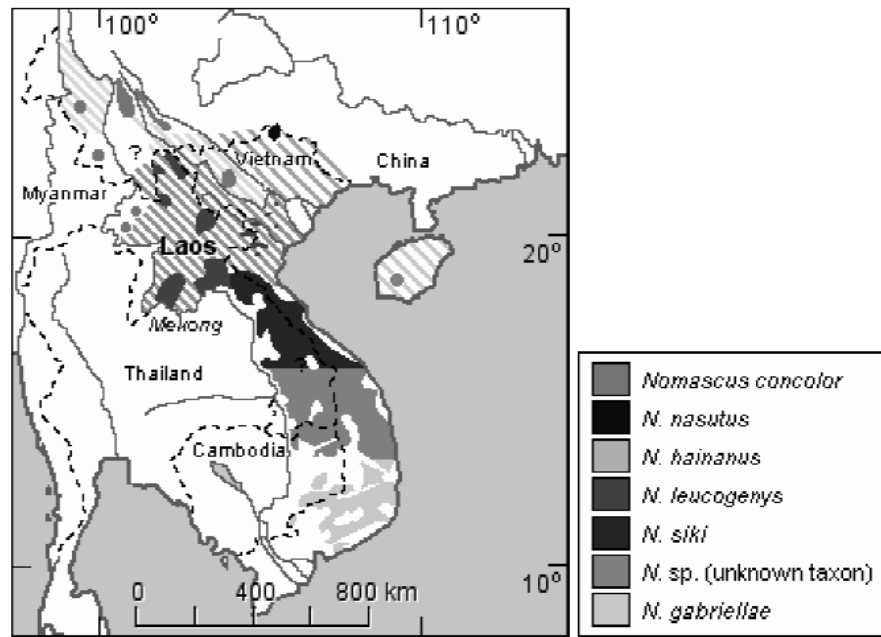 100°
110°
?
Vietnam
China
Myanmar
Laos
20°
Mekong
Thailand
Cambodia
10°
0 400 800 km
Nomascus concolor
N. nasutus
N. hainanus
N. leucogenys
N. siki
N. sp. (unknown taxon)
N. gabriellae